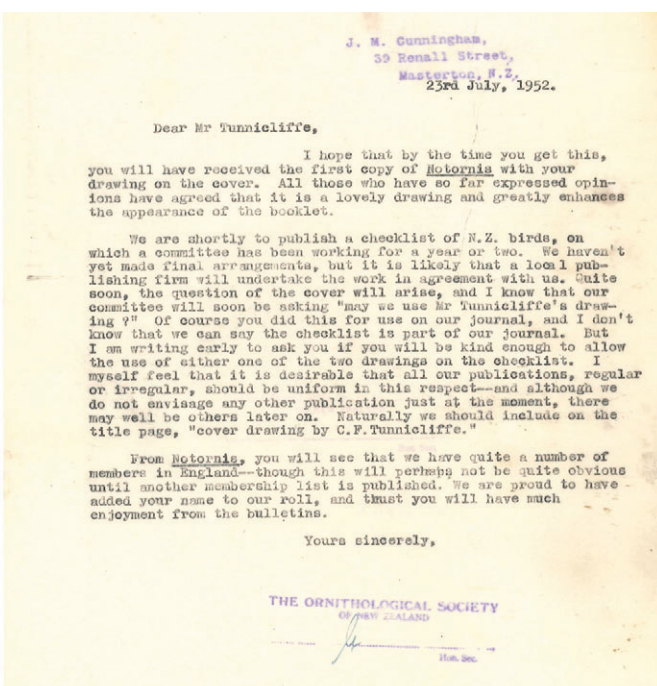 J. M. Cunningham,
39 Renall Street,
Masterton, N.Z.
23rd July, 1952.
Dear Mr Tunnicliffe,
I hope that by the time you get this,
you will have received the first copy of Notornis with your
drawing on the cover. All those who have so far expressed opin-
ions have agreed that it is a lovely drawing and greatly enhances
the appearance of the booklet.
We are shortly to publish a checklist of N.Z. birds, on
which a committee has been working for a year or two. We haven't
yet made final arrangements, but it is likely that a local pub-
lishing firm will undertake the work in agreement with us. Quite
soon, the question of the cover will arise, and I know that our
committee will soon be asking "may we use Mr Tunnicliffe's draw-
ing ?" Of course you did this for use on our journal, and I don't
know that we can say the checklist is part of our journal. But
I am writing early to ask you if you will be kind enough to allow
the use of either one of the two drawings on the checklist. I
myself feel that it is desirable that all our publications, regular
or irregular, should be uniform in this respect--and although we
do not envisage any other publication just at the moment, there
may well be others later on. Naturally we should include on the
title page, "cover drawing by C.F.Tunnicliffe."
From Notornis, you will see that we have quite a number of
members in England--though this will perhaps not be quite obvious
until another membership list is published. We are proud to have
added your name to our roll, and trust you will have much
enjoyment from the bulletins.
Yours sincerely,
THE ORNITHOLOGICAL SOCIETY
OF NEW ZEALAND
Hon. Sec.